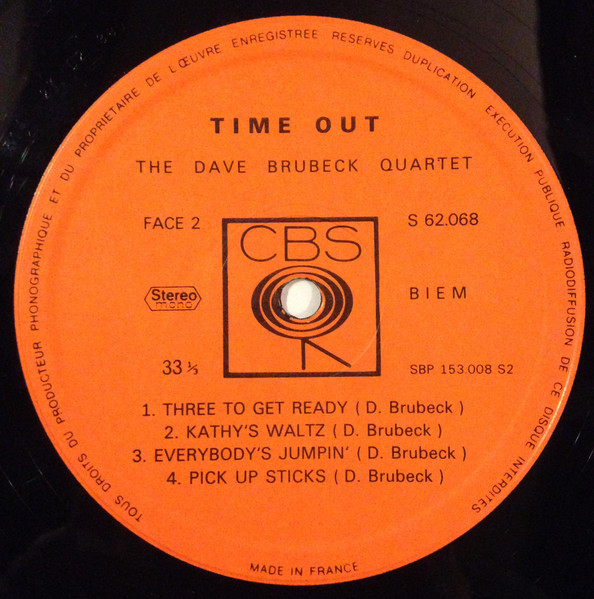 TOUS DROITS DU PRODUCTEUR PHONOGRAPHIQUE ET DU PROPRIETAIRE DE L'ŒUVRE ENREGISTREE RESERVES DUPLICATION EXECUTION PUBLIQUE RADIODIFFUSION DE CE DISQUE INTERDITES
TIME OUT
THE DAVE BRUBECK QUARTET
FACE 2
S 62.068
CBS
Stereo
mono
BIEM
33 ⅓
SBP 153.008 S2
1. THREE TO GET READY ( D. Brubeck )
2. KATHY'S WALTZ ( D. Brubeck )
3. EVERYBODY'S JUMPIN' ( D. Brubeck )
4. PICK UP STICKS ( D. Brubeck )
MADE IN FRANCE